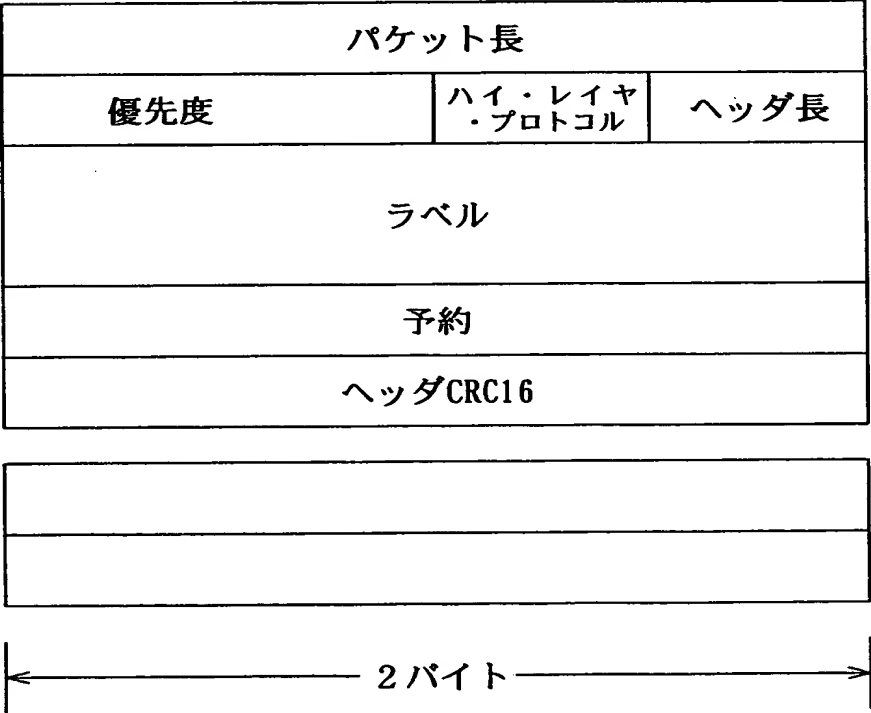 パケット長
優先度
ハイ・レイヤ
・プロトコル
ヘッダ長
ラベル
予約
ヘッダCRC16
2バイト